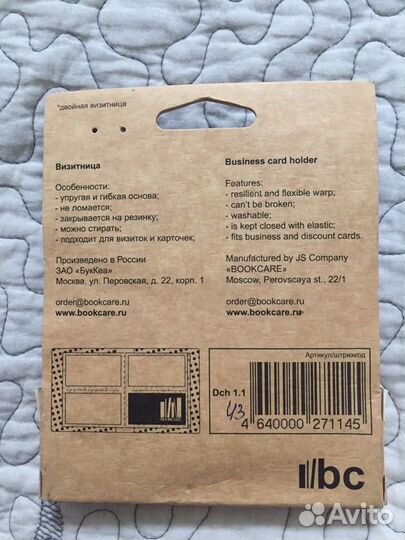 *двойная визитница
Визитница
Особенности:
- упругая и гибкая основа;
- не ломается;
- закрывается на резинку;
- можно стирать;
- подходит для визиток и карточек;
Произведено в России
ЗАО «БукКеа»
Москва, ул. Перовская, д. 22, корп. 1
order@bookcare.ru
www.bookcare.ru
Business card holder
Features:
- resilient and flexible warp;
- can't be broken;
- washable;
- is kept closed with elastic;
- fits business and discount cards.
Manufactured by JS Company
«BOOKCARE»
Moscow, Perovscaya st., 22/1
order@bookcare.ru
www.bookcare.ru
Артикул/штрихкод
Dch 1.1
43
4 640000 271145
bc
Avito